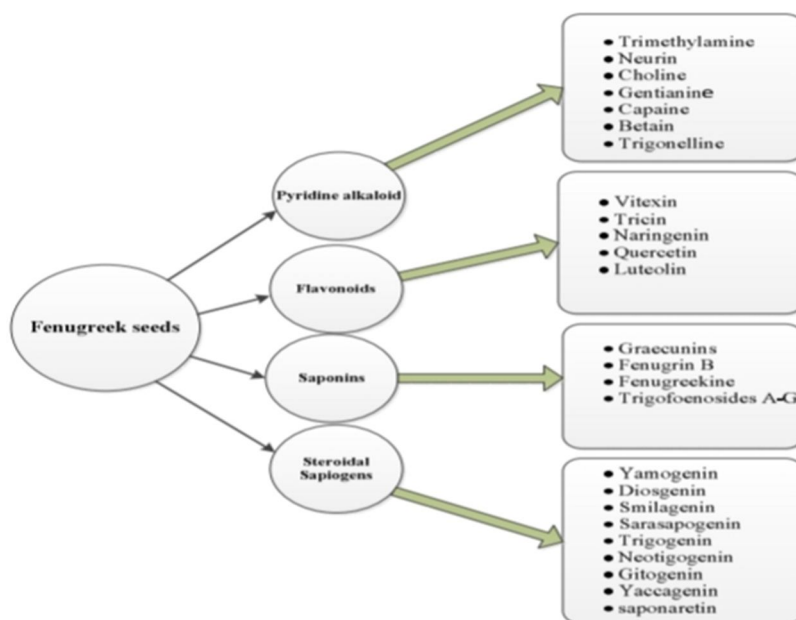 Fenugreek seeds
Pyridine alkaloid
Flavonoids
Saponins
Steroidal
Sapiogens
• Trimethylamine
• Neurin
• Choline
• Gentianine
• Capaine
• Betain
• Trigonelline
• Vitexin
• Tricin
• Naringenin
• Quercetin
• Luteolin
• Graecunins
• Fenugrin B
• Fenugreekine
• Trigofoenosides A-G
• Yamogenin
• Diosgenin
• Smilagenin
• Sarasapogenin
• Trigogenin
• Neotigogenin
• Gitogenin
• Yaccagenin
• saponaretin